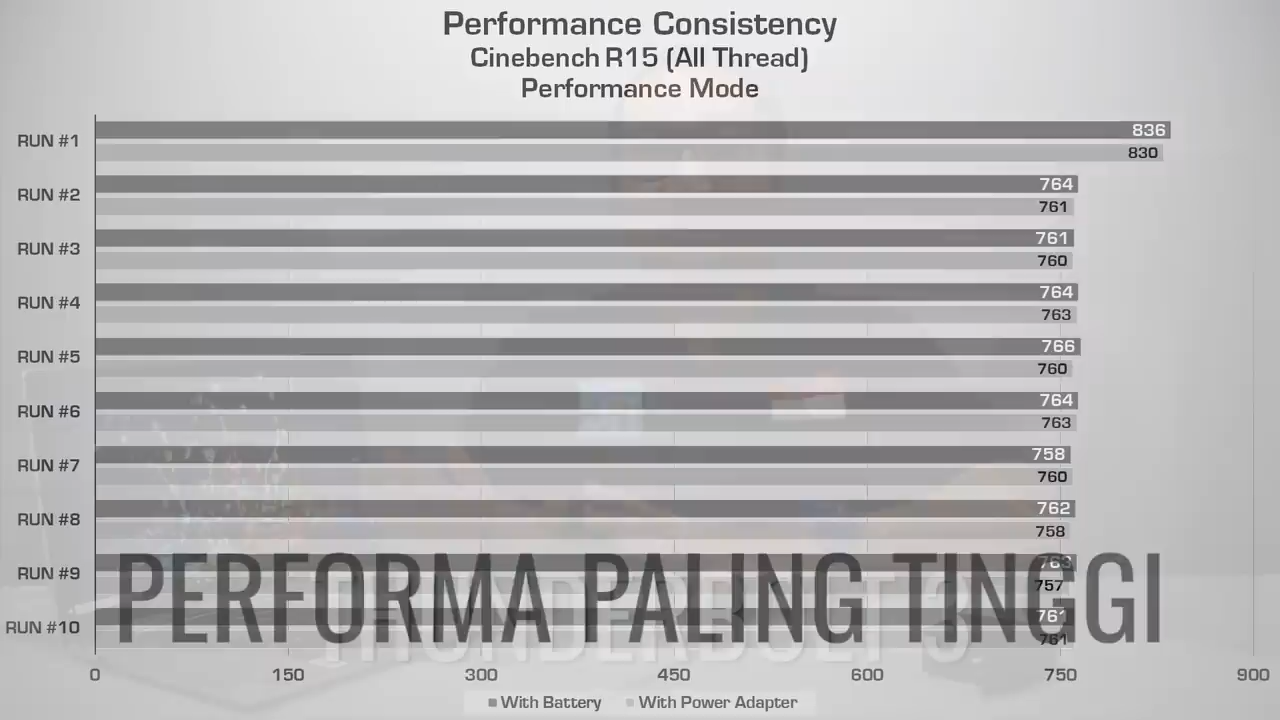 Performance Consistency
Cinebench R15 (All Thread)
Performance Mode
RUN #1
836
830
RUN #2
764
761
RUN #3
761
760
RUN #4
764
763
RUN #5
766
760
RUN #6
764
763
RUN #7
758
760
RUN #8
762
758
RUN #9
757
PERFORMA PALING TINGGI
THUNDERBOLT 3
RUN #10
761
761
0 150 300 450 600 750 900
With Battery With Power Adapter